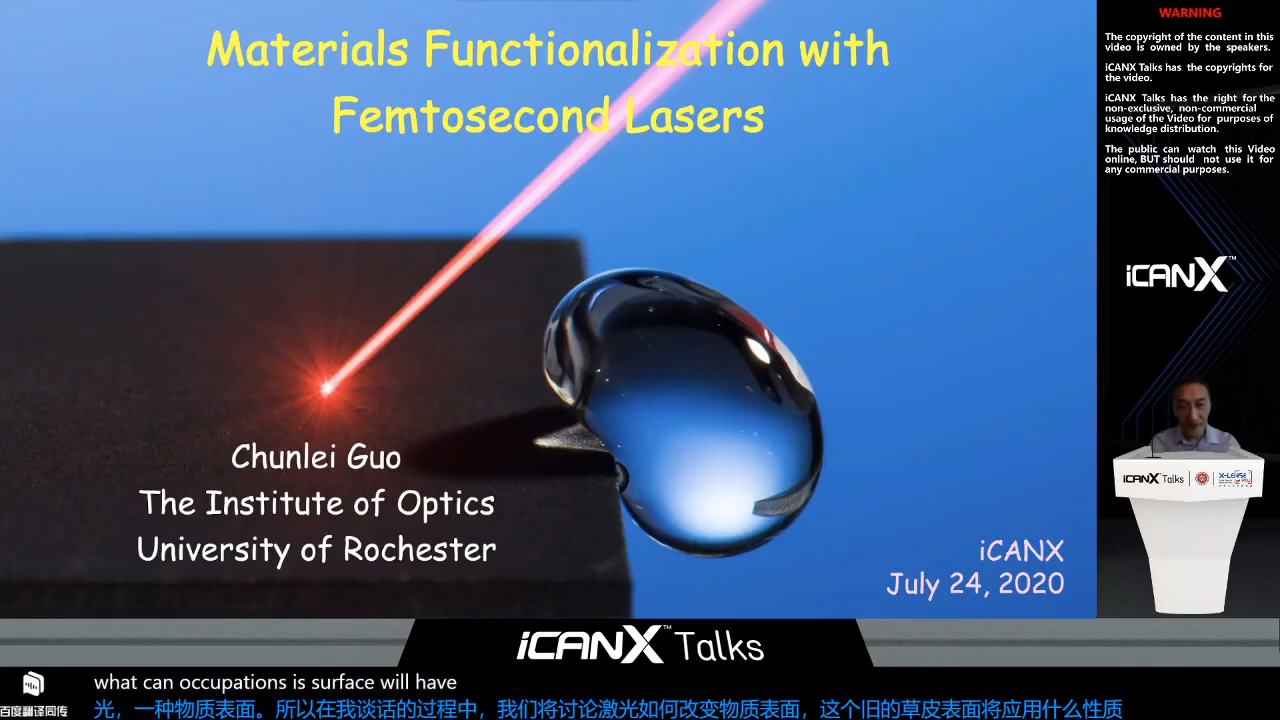 Materials Functionalization with
Femtosecond Lasers
Chunlei Guo
The Institute of Optics
University of Rochester
iCANX
July 24, 2020
WARNING
The copyright of the content in this
video is owned by the speakers.
iCANX Talks has the copyrights for
the video.
iCANX Talks has the right for the
non-exclusive, non-commercial
usage of the Video for purposes of
knowledge distribution.
The public can watch this Video
online, BUT should not use it for
any commercial purposes.
iCANX™
iCANX Talks
X-LENSE
iCANX™ Talks
what can occupations is surface will have
百度翻译同传
光，一种物质表面。所以在我谈话的过程中，我们将讨论激光如何改变物质表面，这个旧的草皮表面将应用什么性质